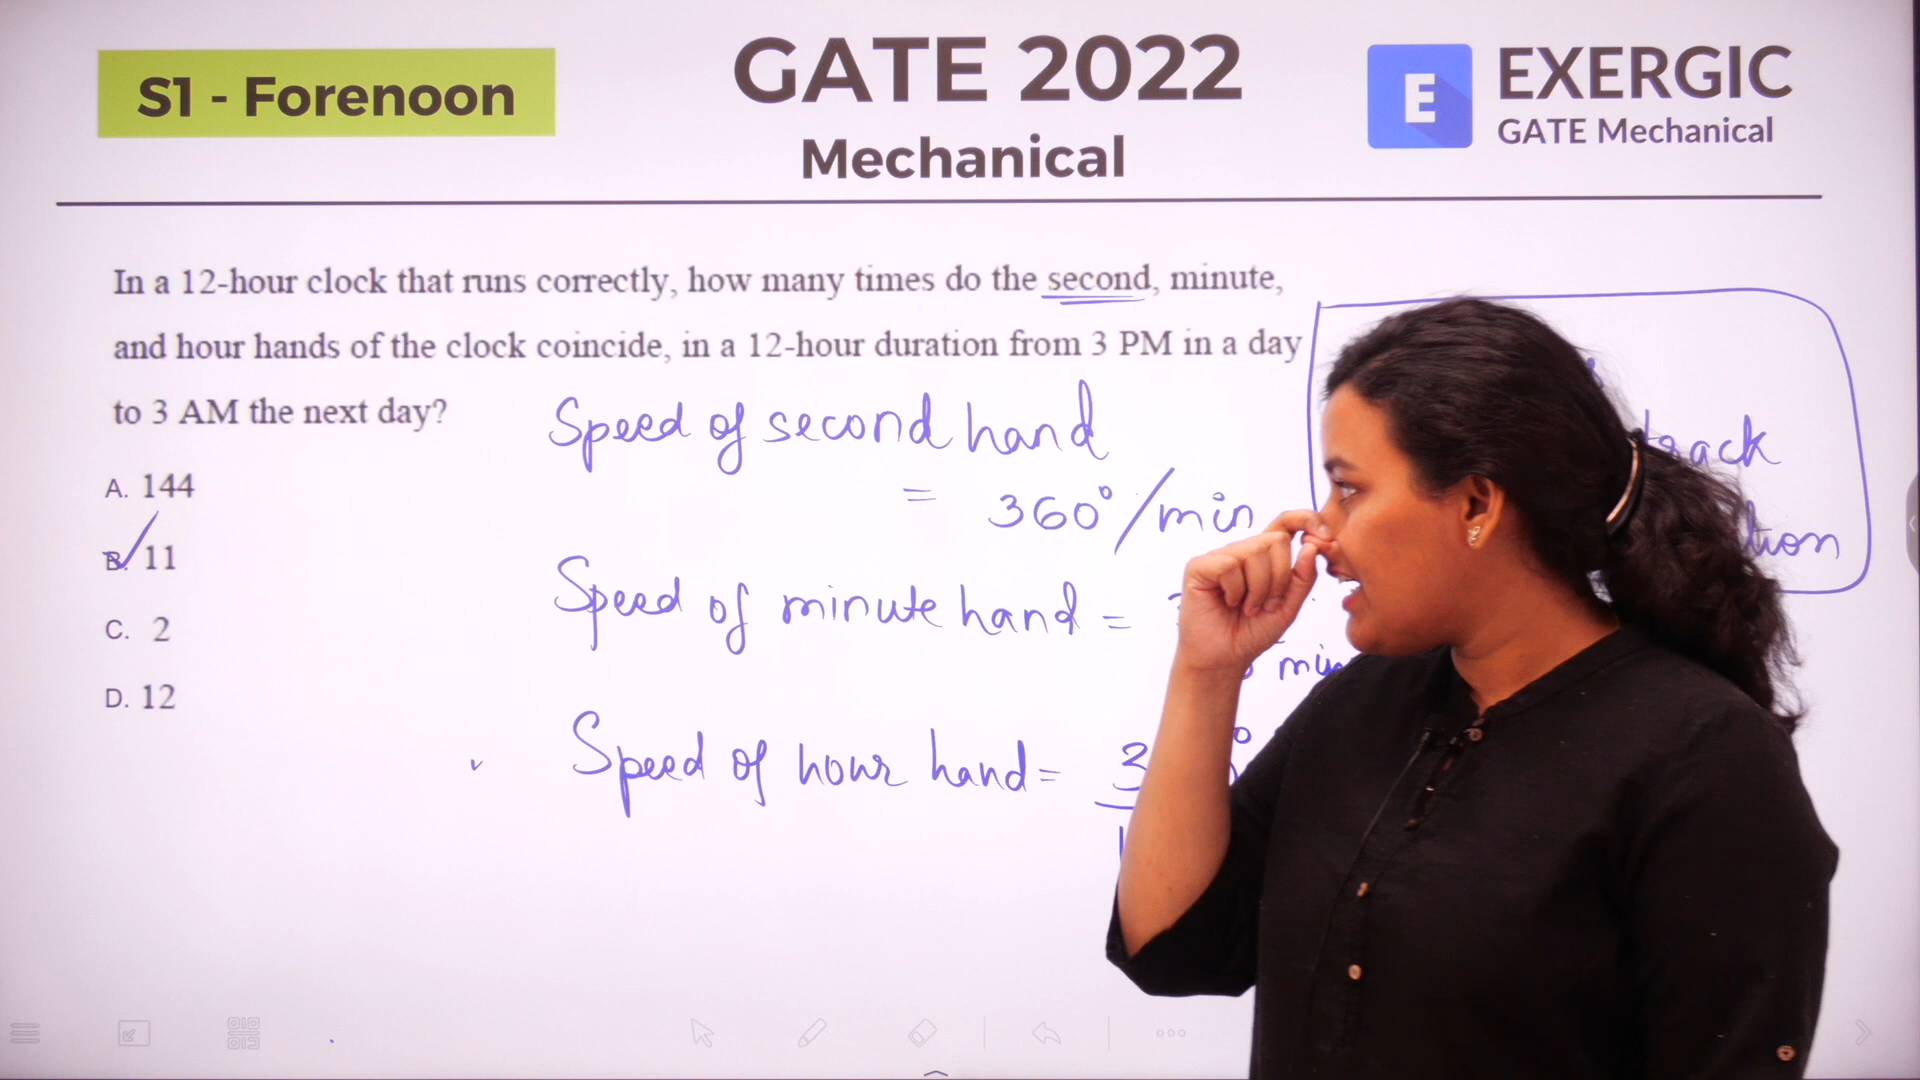 S1 - Forenoon
GATE 2022
Mechanical
E
EXERGIC
GATE Mechanical
In a 12-hour clock that runs correctly, how many times do the second, minute,
and hour hands of the clock coincide, in a 12-hour duration from 3 PM in a day
to 3 AM the next day?
A. 144
B. 11
C. 2
D. 12
Speed of second hand
= 360°/min
Speed of minute hand =
min
Speed of hour hand =
track